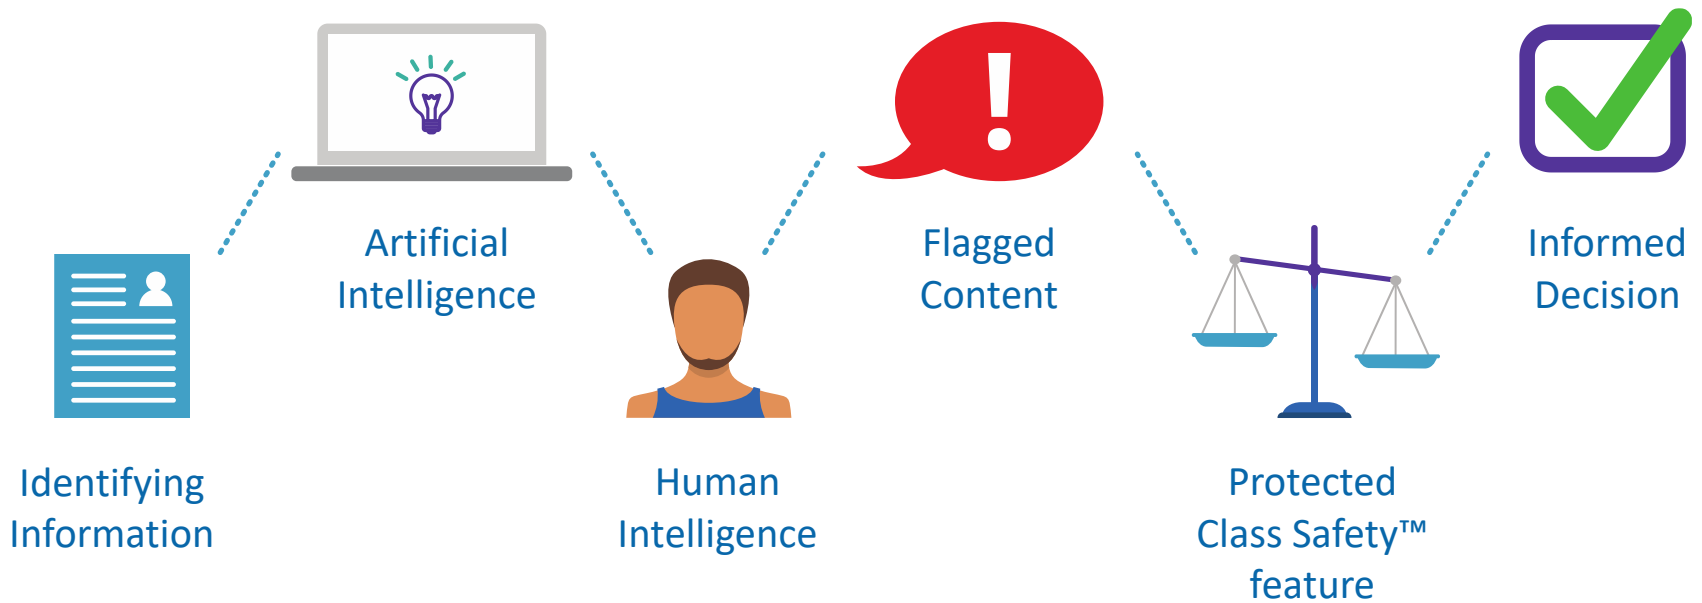 Identifying
Information
Artificial
Intelligence
Human
Intelligence
Flagged
Content
Protected
Class Safety™
feature
Informed
Decision